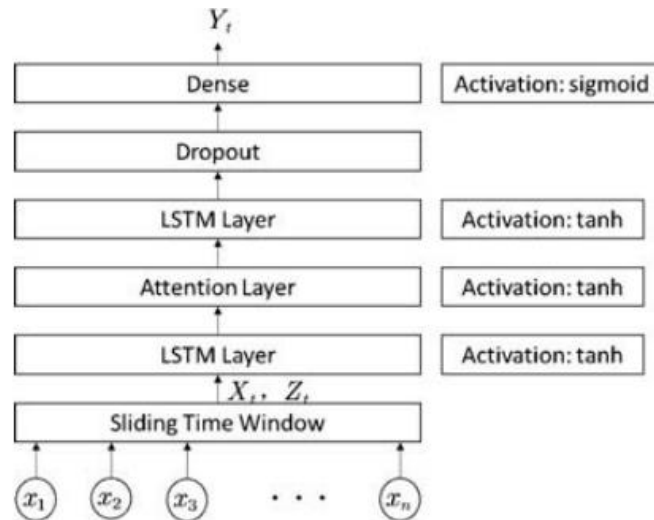 Y_t
Dense Activation: sigmoid
Dropout
LSTM Layer Activation: tanh
Attention Layer Activation: tanh
LSTM Layer Activation: tanh
X_t, Z_t
Sliding Time Window
x_1 x_2 x_3 · · · x_n